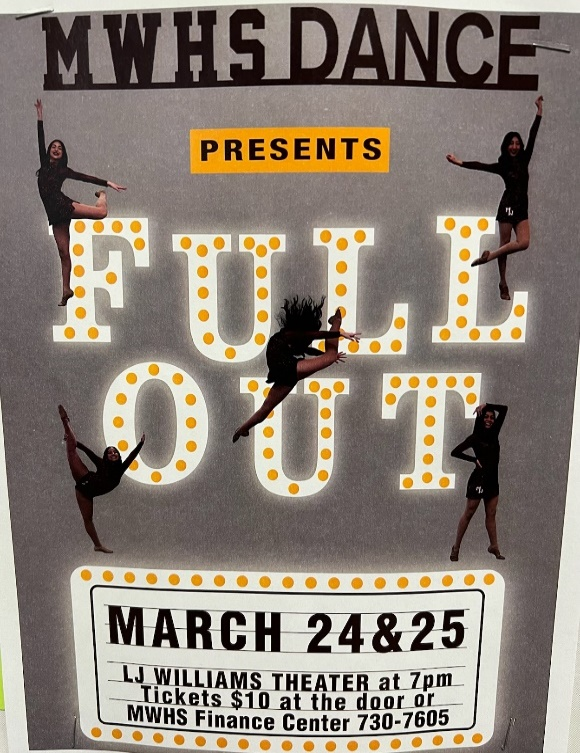 MWHS DANCE
PRESENTS
FULL
OUT
MARCH 24&25
LJ WILLIAMS THEATER at 7pm
Tickets $10 at the door or
MWHS Finance Center 730-7605